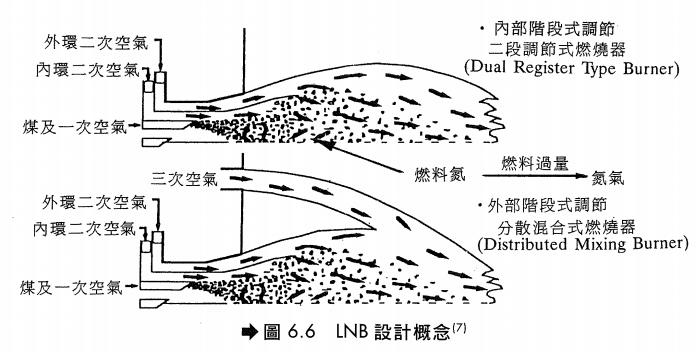 外環二次空氣
內環二次空氣
煤及一次空氣
・內部階段式調節
二段調節式燃燒器
(Dual Register Type Burner)
燃料氮
燃料過量
氮氣
三次空氣
外環二次空氣
內環二次空氣
煤及一次空氣
・外部階段式調節
分散混合式燃燒器
(Distributed Mixing Burner)
圖 6.6 LNB 設計概念(7)